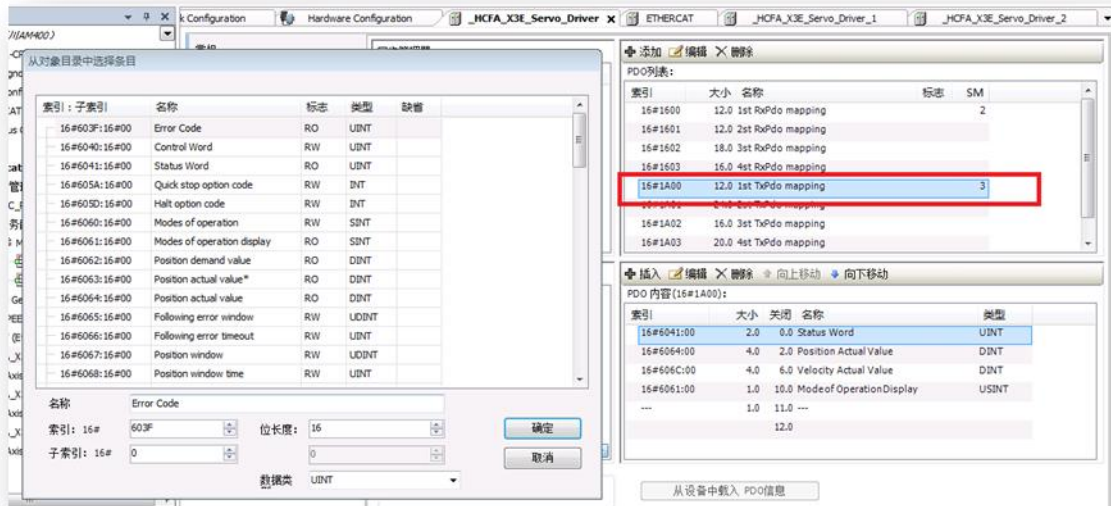 k Configuration
Hardware Configuration
_HCFA_X3E_Servo_Driver
ETHERCAT
_HCFA_X3E_Servo_Driver_1
_HCFA_X3E_Servo_Driver_2
从对象目录中选择条目
索引：子索引 名称 标志 类型 缺省
16#603F:16#00 Error Code RO UINT
16#6040:16#00 Control Word RW UINT
16#6041:16#00 Status Word RO UINT
16#605A:16#00 Quick stop option code RW INT
16#605D:16#00 Halt option code RW INT
16#6060:16#00 Modes of operation RW SINT
16#6061:16#00 Modes of operation display RO SINT
16#6062:16#00 Position demand value RO DINT
16#6063:16#00 Position actual value* RO DINT
16#6064:16#00 Position actual value RO DINT
16#6065:16#00 Following error window RW UDINT
16#6066:16#00 Following error timeout RW UINT
16#6067:16#00 Position window RW UDINT
16#6068:16#00 Position window time RW UINT
名称 Error Code
索引：16# 603F 位长度： 16 确定
子索引：16# 0 0 取消
数据类 UINT
添加 编辑 删除
PDO列表：
索引 大小 名称 标志 SM
16#1600 12.0 1st RxPdo mapping 2
16#1601 12.0 2st RxPdo mapping
16#1602 18.0 3st RxPdo mapping
16#1603 16.0 4st RxPdo mapping
16#1A00 12.0 1st TxPdo mapping 3
16#1A02 16.0 3st TxPdo mapping
16#1A03 20.0 4st TxPdo mapping
插入 编辑 删除 向上移动 向下移动
PDO 内容(16#1A00)：
索引 大小 关闭 名称 类型
16#6041:00 2.0 0.0 Status Word UINT
16#6064:00 4.0 2.0 Position Actual Value DINT
16#606C:00 4.0 6.0 Velocity Actual Value DINT
16#6061:00 1.0 10.0 Mode of Operation Display USINT
--- 1.0 11.0 ---
12.0
从设备中载入 PDO信息